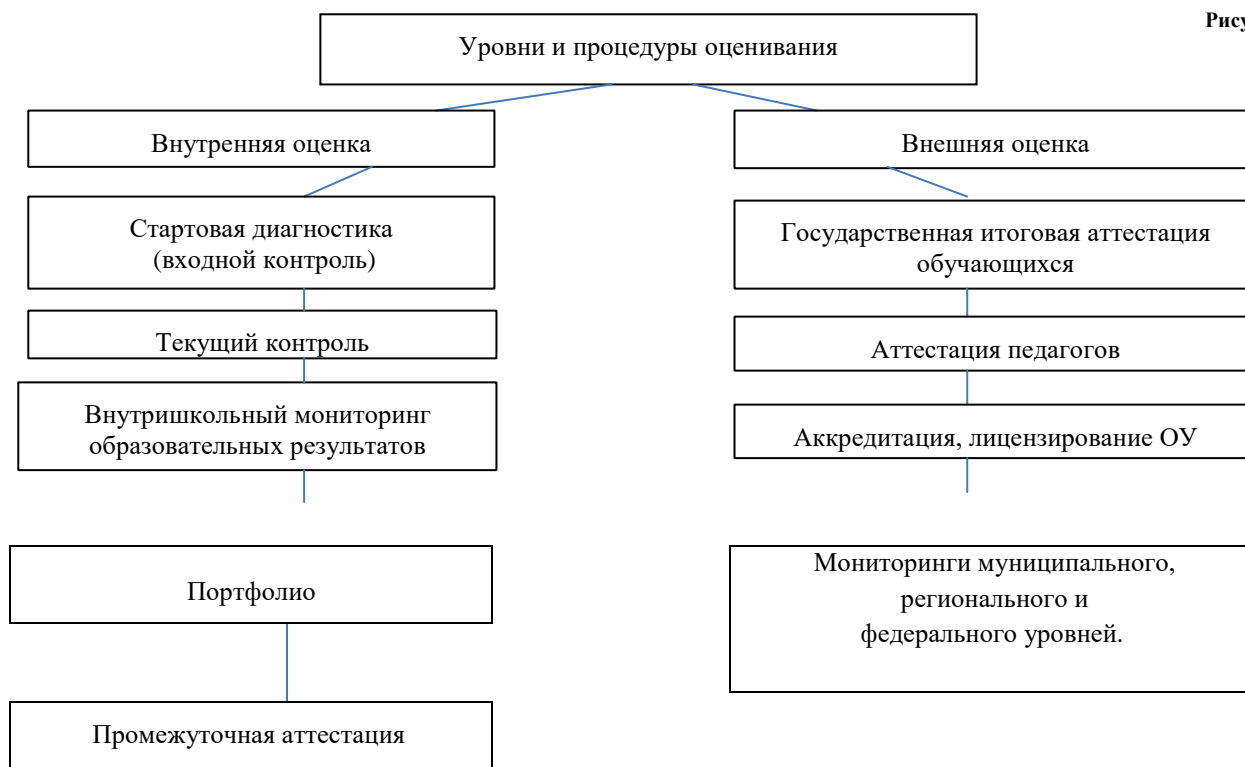 Рису
Уровни и процедуры оценивания
Внутренняя оценка
Внешняя оценка
Стартовая диагностика
(входной контроль)
Государственная итоговая аттестация
обучающихся
Текущий контроль
Аттестация педагогов
Внутришкольный мониторинг
образовательных результатов
Аккредитация, лицензирование ОУ
Портфолио
Мониторинги муниципального,
регионального и
федерального уровней.
Промежуточная аттестация